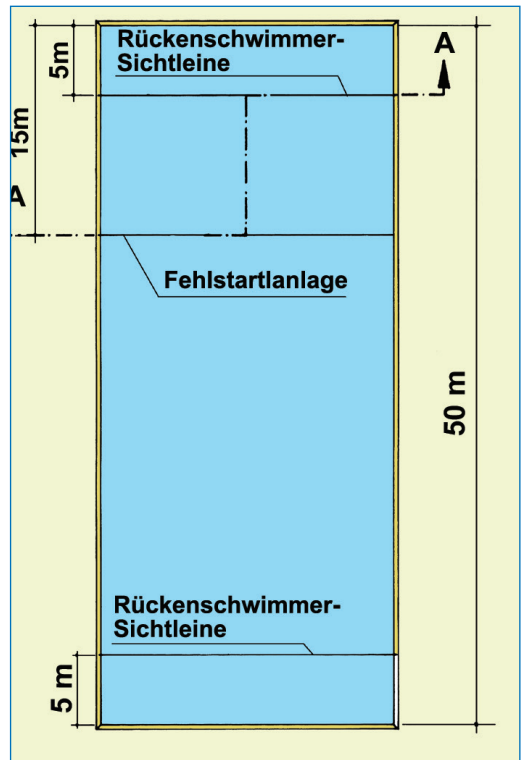 Rückenschwimmer-
Sichtleine
A
5m
15m
A
Fehlstartlanlage
50 m
Rückenschwimmer-
Sichtleine
5 m